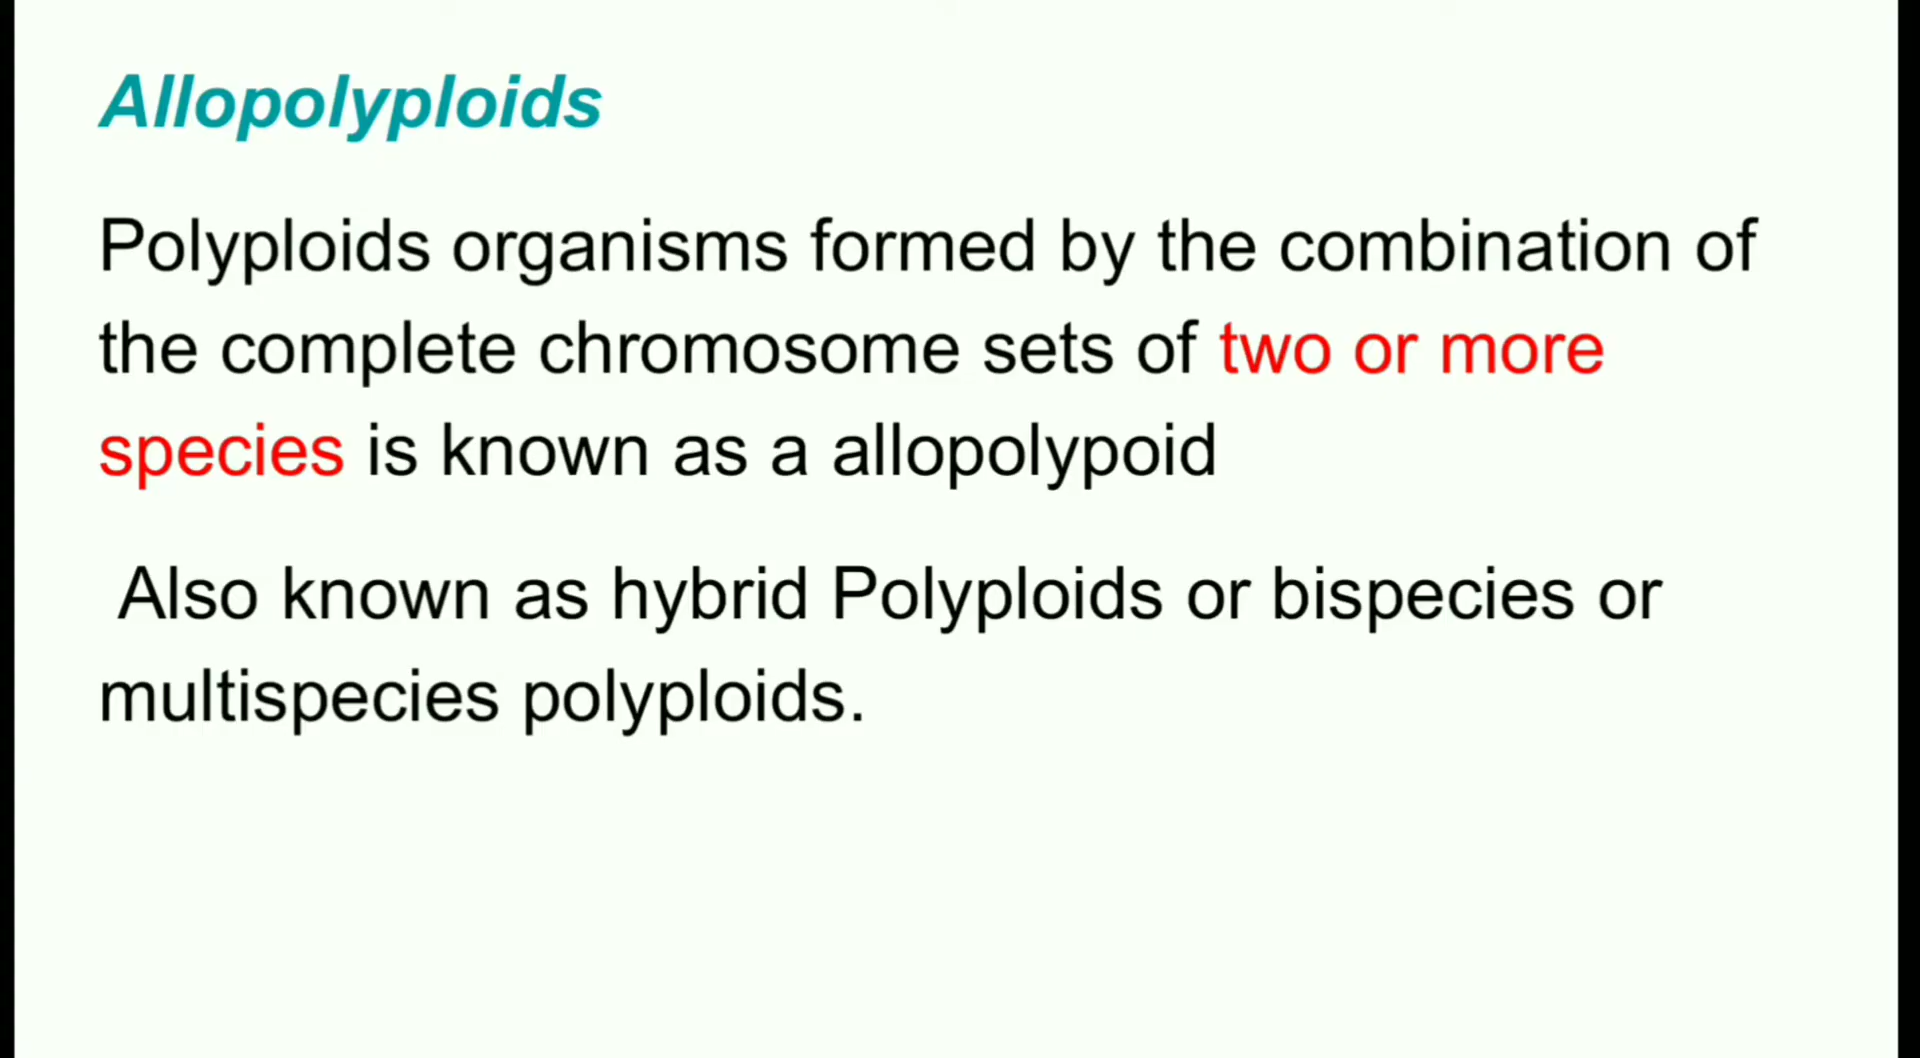 Allopolyploids
Polyploids organisms formed by the combination of
the complete chromosome sets of two or more
species is known as a allopolypoid
Also known as hybrid Polyploids or bispecies or
multispecies polyploids.